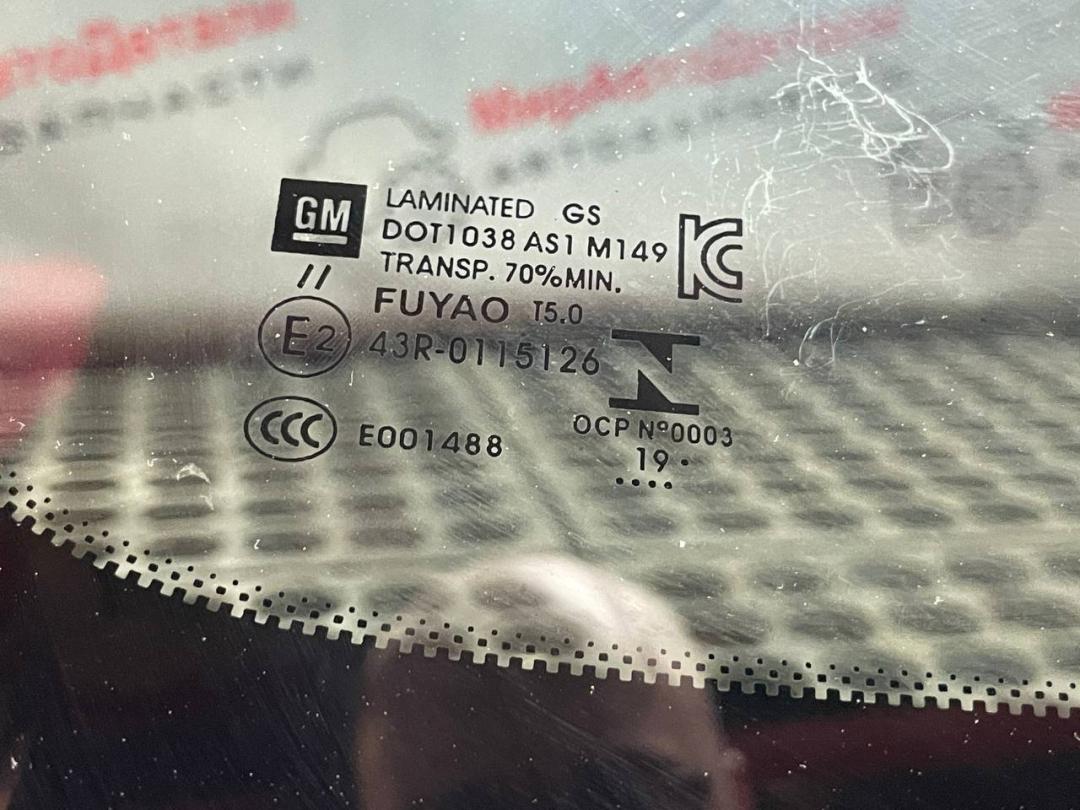 GM
LAMINATED GS
DOT1038 AS1 M149
TRANSP. 70%MIN.
FUYAO T5.0
E2
43R-0115126
CCC
E001488
OCP Nº0003
19